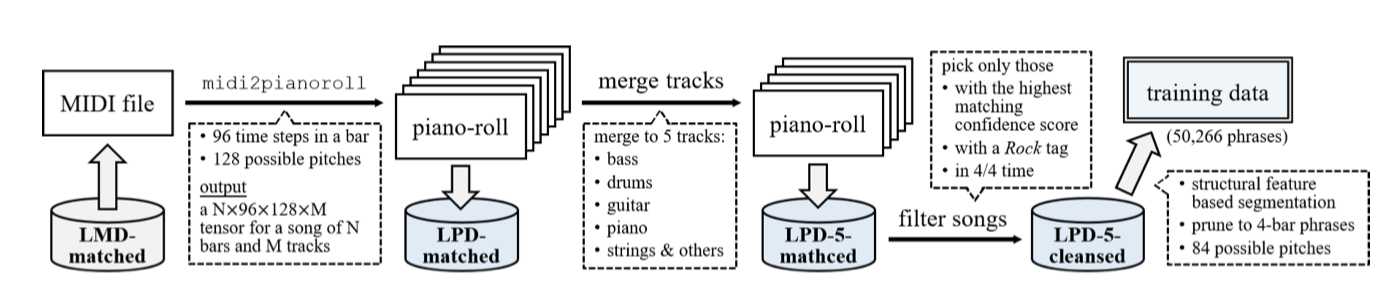 MIDI file
LMD-
matched
midi2pianoroll
• 96 time steps in a bar
• 128 possible pitches
output
a N×96×128×M
tensor for a song of N
bars and M tracks
piano-roll
LPD-
matched
merge tracks
merge to 5 tracks:
• bass
• drums
• guitar
• piano
• strings & others
piano-roll
LPD-5-
mathced
pick only those
• with the highest
matching
confidence score
• with a Rock tag
• in 4/4 time
filter songs
LPD-5-
cleansed
training data
(50,266 phrases)
• structural feature
based segmentation
• prune to 4-bar phrases
• 84 possible pitches